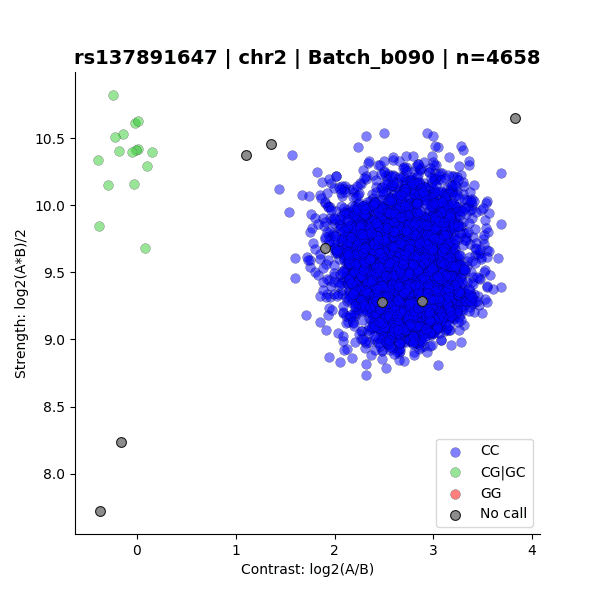 rs137891647 | chr2 | Batch_b090 | n=4658
Strength: log2(A*B)/2
10.5
10.0
9.5
9.0
8.5
8.0
0 1 2 3 4
Contrast: log2(A/B)
CC
CG|GC
GG
No call